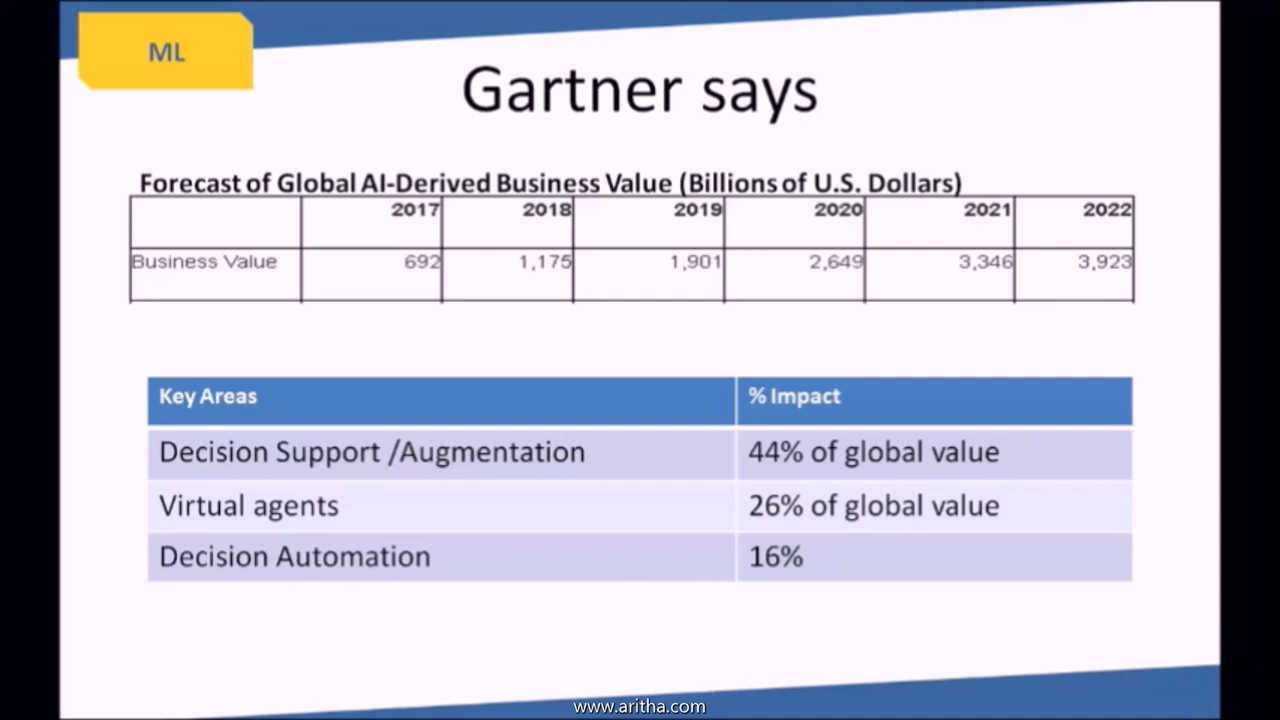 ML
Gartner says
Forecast of Global AI-Derived Business Value (Billions of U.S. Dollars)
2017 2018 2019 2020 2021 2022
Business Value 692 1,175 1,901 2,649 3,346 3,923
Key Areas % Impact
Decision Support /Augmentation 44% of global value
Virtual agents 26% of global value
Decision Automation 16%
www.aritha.com